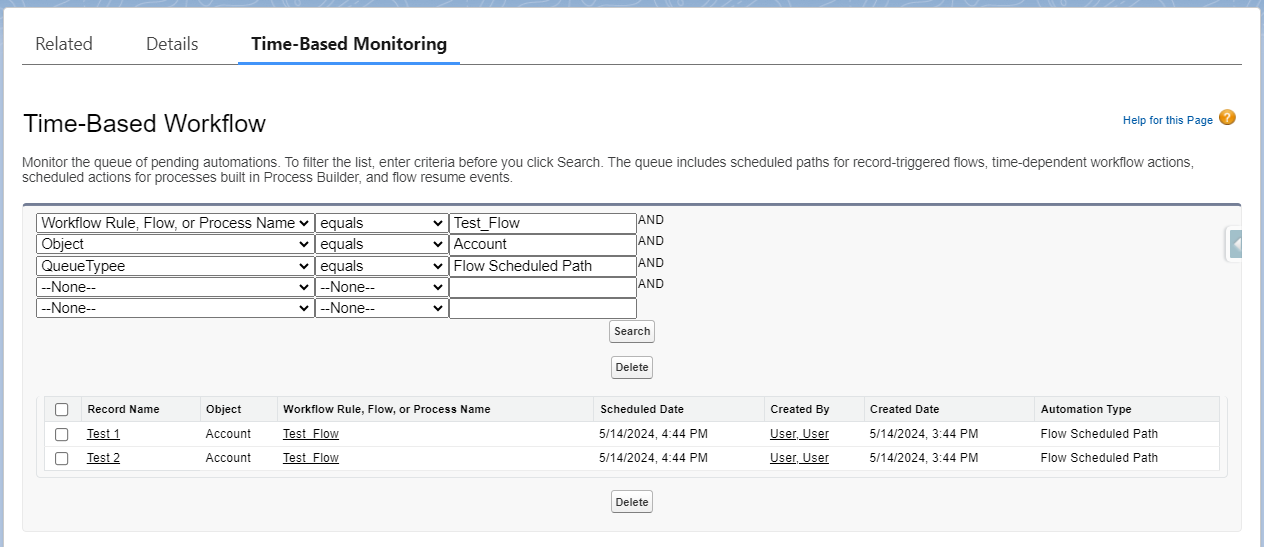 Related Details Time-Based Monitoring
Time-Based Workflow
Help for this Page ?
Monitor the queue of pending automations. To filter the list, enter criteria before you click Search. The queue includes scheduled paths for record-triggered flows, time-dependent workflow actions,
scheduled actions for processes built in Process Builder, and flow resume events.
Workflow Rule, Flow, or Process Name equals Test_Flow AND
Object equals Account AND
QueueTypee equals Flow Scheduled Path AND
--None-- --None-- AND
--None-- --None--
Search
Delete
Record Name Object Workflow Rule, Flow, or Process Name Scheduled Date Created By Created Date Automation Type
Test 1 Account Test_Flow 5/14/2024, 4:44 PM User, User 5/14/2024, 3:44 PM Flow Scheduled Path
Test 2 Account Test_Flow 5/14/2024, 4:44 PM User, User 5/14/2024, 3:44 PM Flow Scheduled Path
Delete